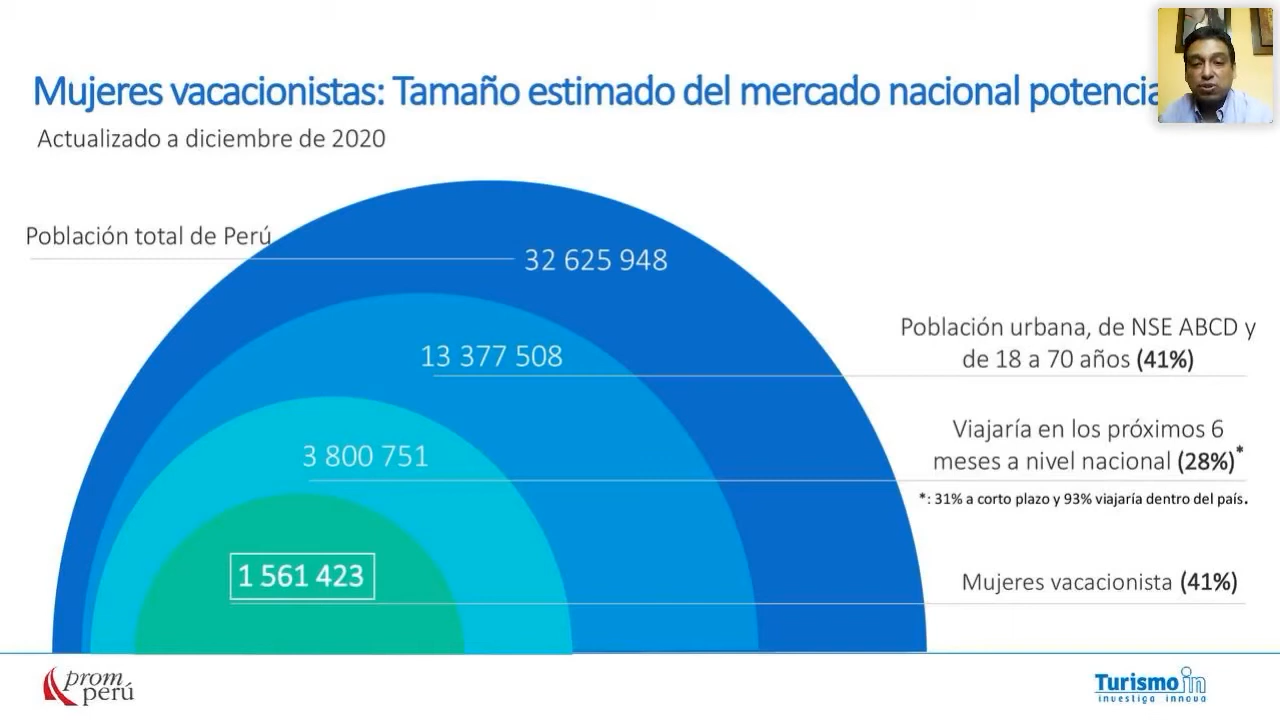 Mujeres vacacionistas: Tamaño estimado del mercado nacional potencia
Actualizado a diciembre de 2020
Población total de Perú
32 625 948
Población urbana, de NSE ABCD y
de 18 a 70 años (41%)
13 377 508
Viajaría en los próximos 6
meses a nivel nacional (28%)*
3 800 751
*: 31% a corto plazo y 93% viajaría dentro del país.
1 561 423
Mujeres vacacionista (41%)
prom
perú
Turismo in
investiga innova